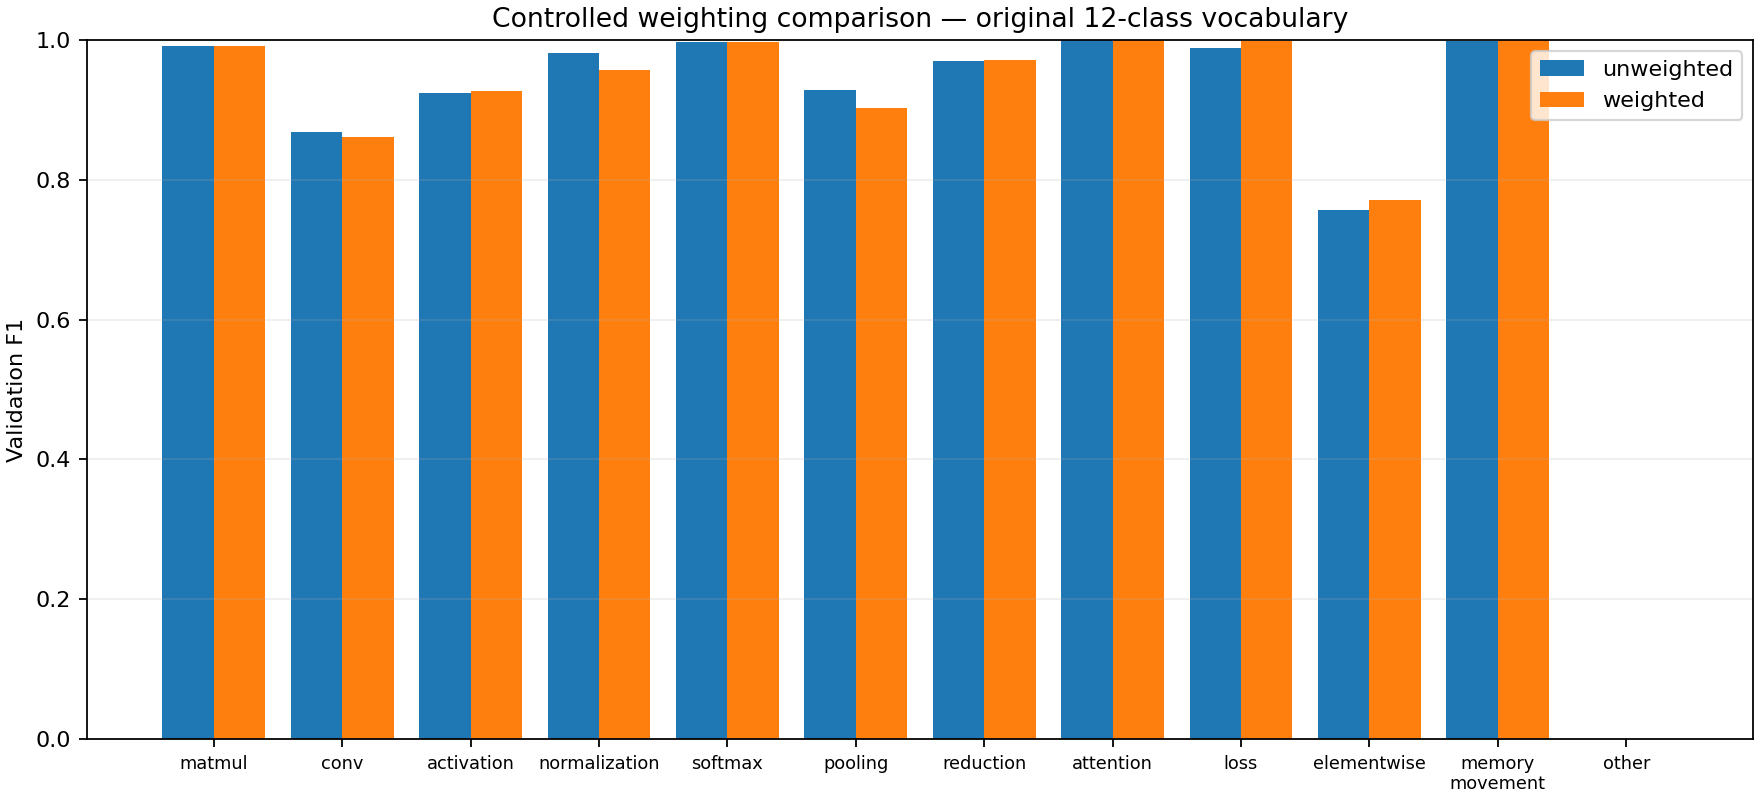 Controlled weighting comparison — original 12-class vocabulary
unweighted
weighted
Validation F1
1.0
0.8
0.6
0.4
0.2
0.0
matmul
conv
activation
normalization
softmax
pooling
reduction
attention
loss
elementwise
memory
movement
other